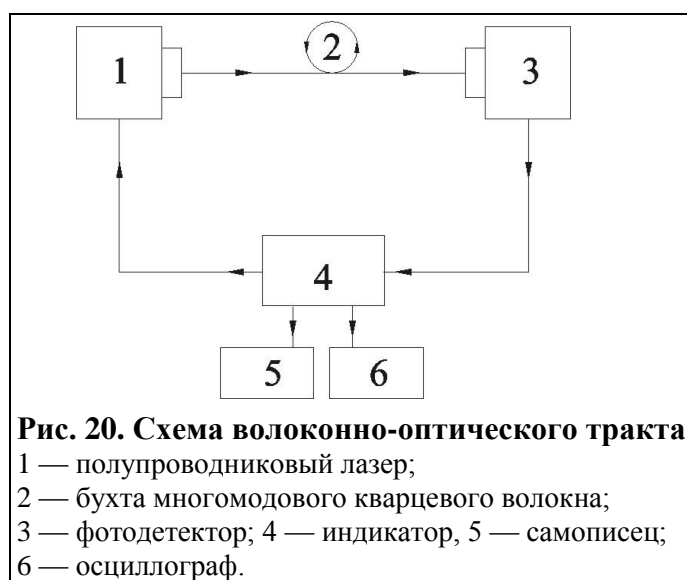 1
2
3
4
5
6
Рис. 20. Схема волоконно-оптического тракта
1 — полупроводниковый лазер;
2 — бухта многомодового кварцевого волокна;
3 — фотодетектор; 4 — индикатор, 5 — самописец;
6 — осциллограф.